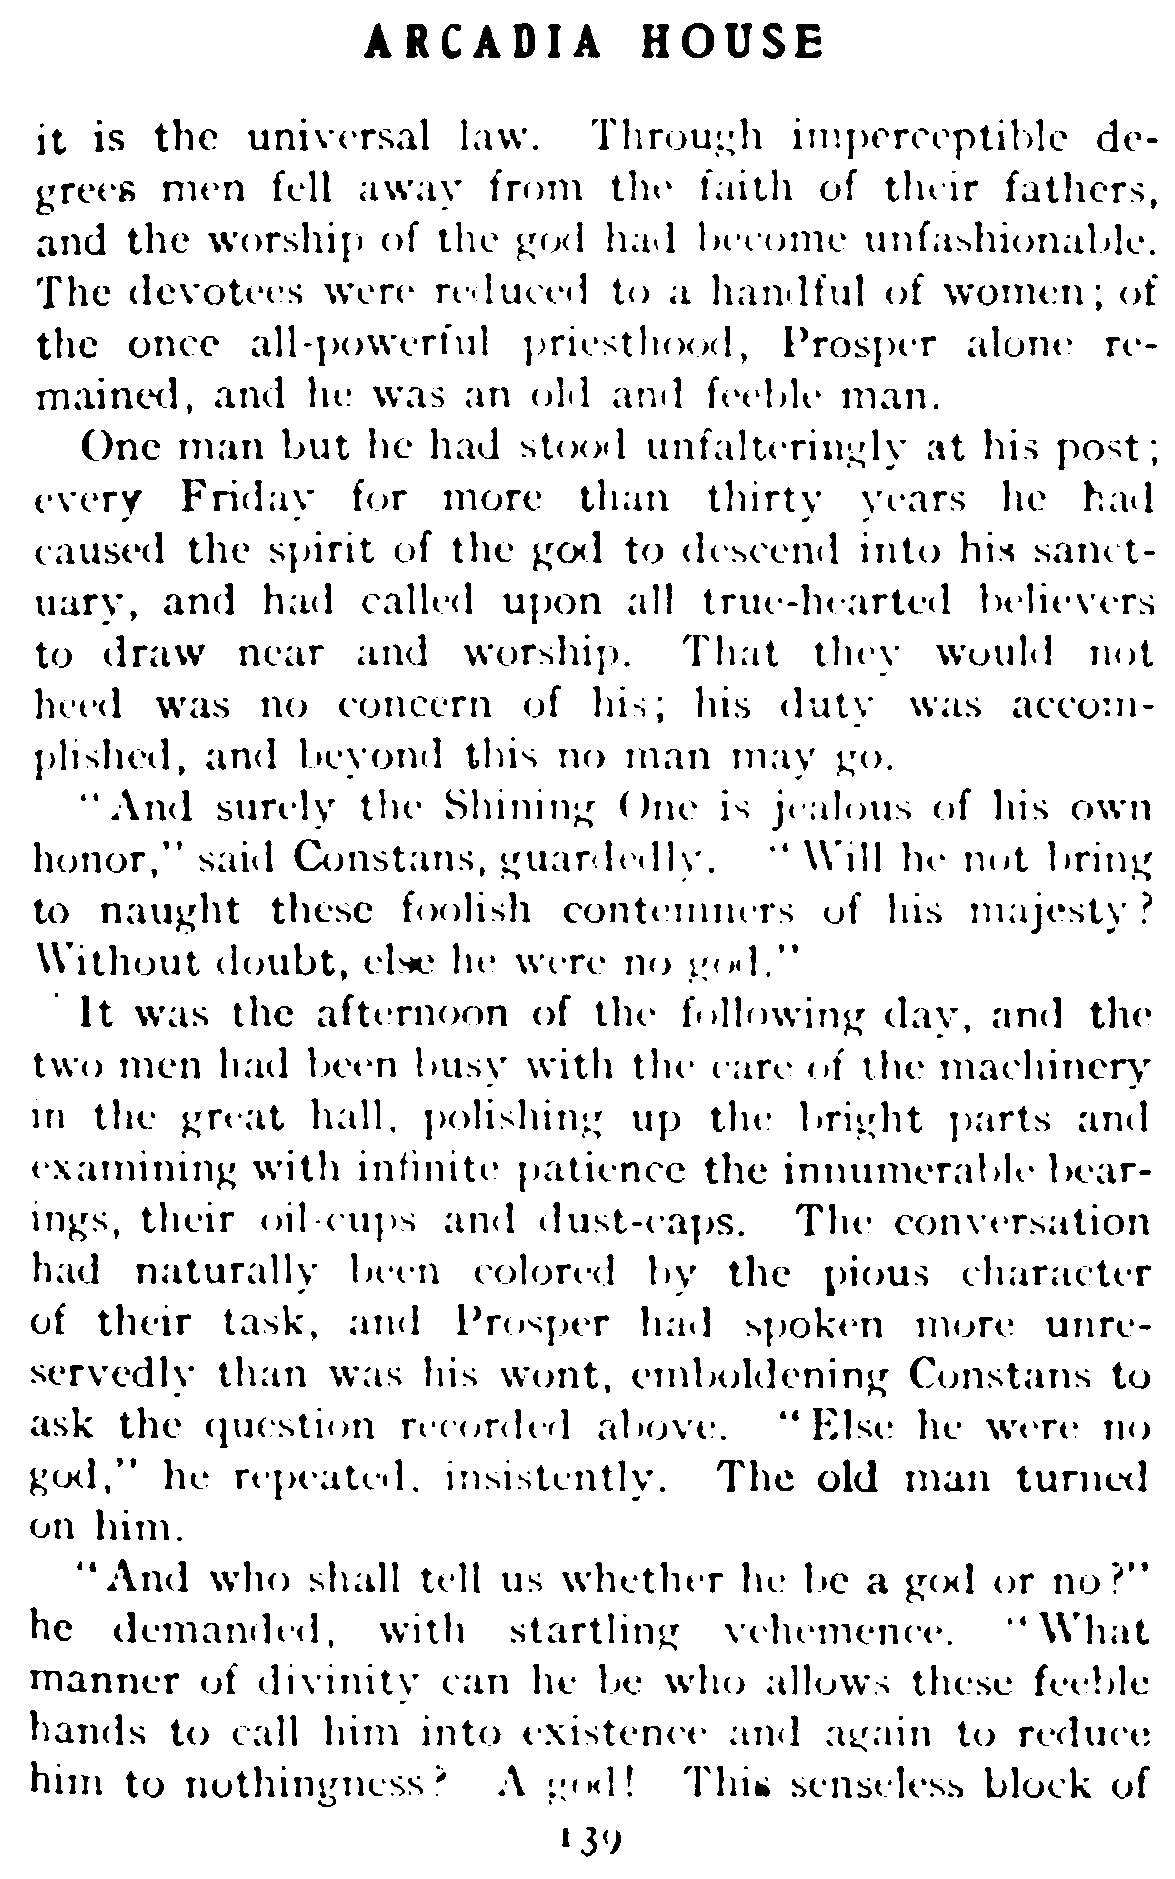 ARCADIA HOUSE
it is the universal law. Through imperceptible de-
grees men fell away from the faith of their fathers,
and the worship of the god had become unfashionable.
The devotees were reduced to a handful of women; of
the once all-powerful priesthood, Prosper alone re-
mained, and he was an old and feeble man.
One man but he had stood unfalteringly at his post;
every Friday for more than thirty years he had
caused the spirit of the god to descend into his sanct-
uary, and had called upon all true-hearted believers
to draw near and worship. That they would not
heed was no concern of his; his duty was accom-
plished, and beyond this no man may go.
"And surely the Shining One is jealous of his own
honor," said Constans, guardedly. "Will he not bring
to naught these foolish contemners of his majesty?
Without doubt, else he were no god."
It was the afternoon of the following day, and the
two men had been busy with the care of the machinery
in the great hall, polishing up the bright parts and
examining with infinite patience the innumerable bear-
ings, their oil-cups and dust-caps. The conversation
had naturally been colored by the pious character
of their task, and Prosper had spoken more unre-
servedly than was his wont, emboldening Constans to
ask the question recorded above. "Else he were no
god," he repeated, insistently. The old man turned
on him.
"And who shall tell us whether he be a god or no?"
he demanded, with startling vehemence. "What
manner of divinity can he be who allows these feeble
hands to call him into existence and again to reduce
him to nothingness? A god! This senseless block of
139